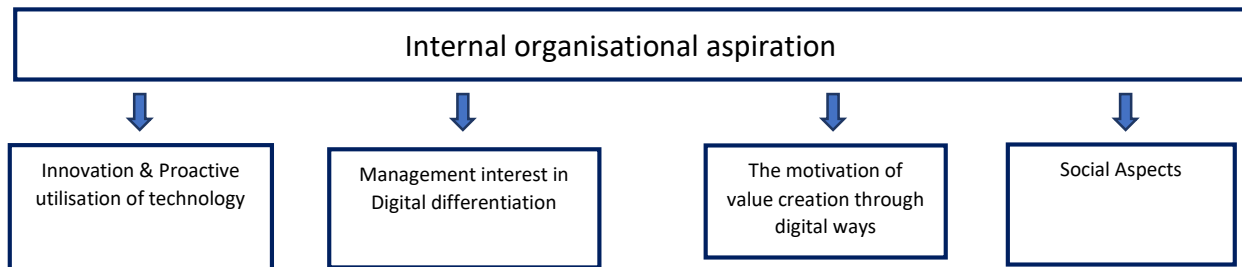 Internal organisational aspiration
Innovation & Proactive
utilisation of technology
Management interest in
Digital differentiation
The motivation of
value creation through
digital ways
Social Aspects